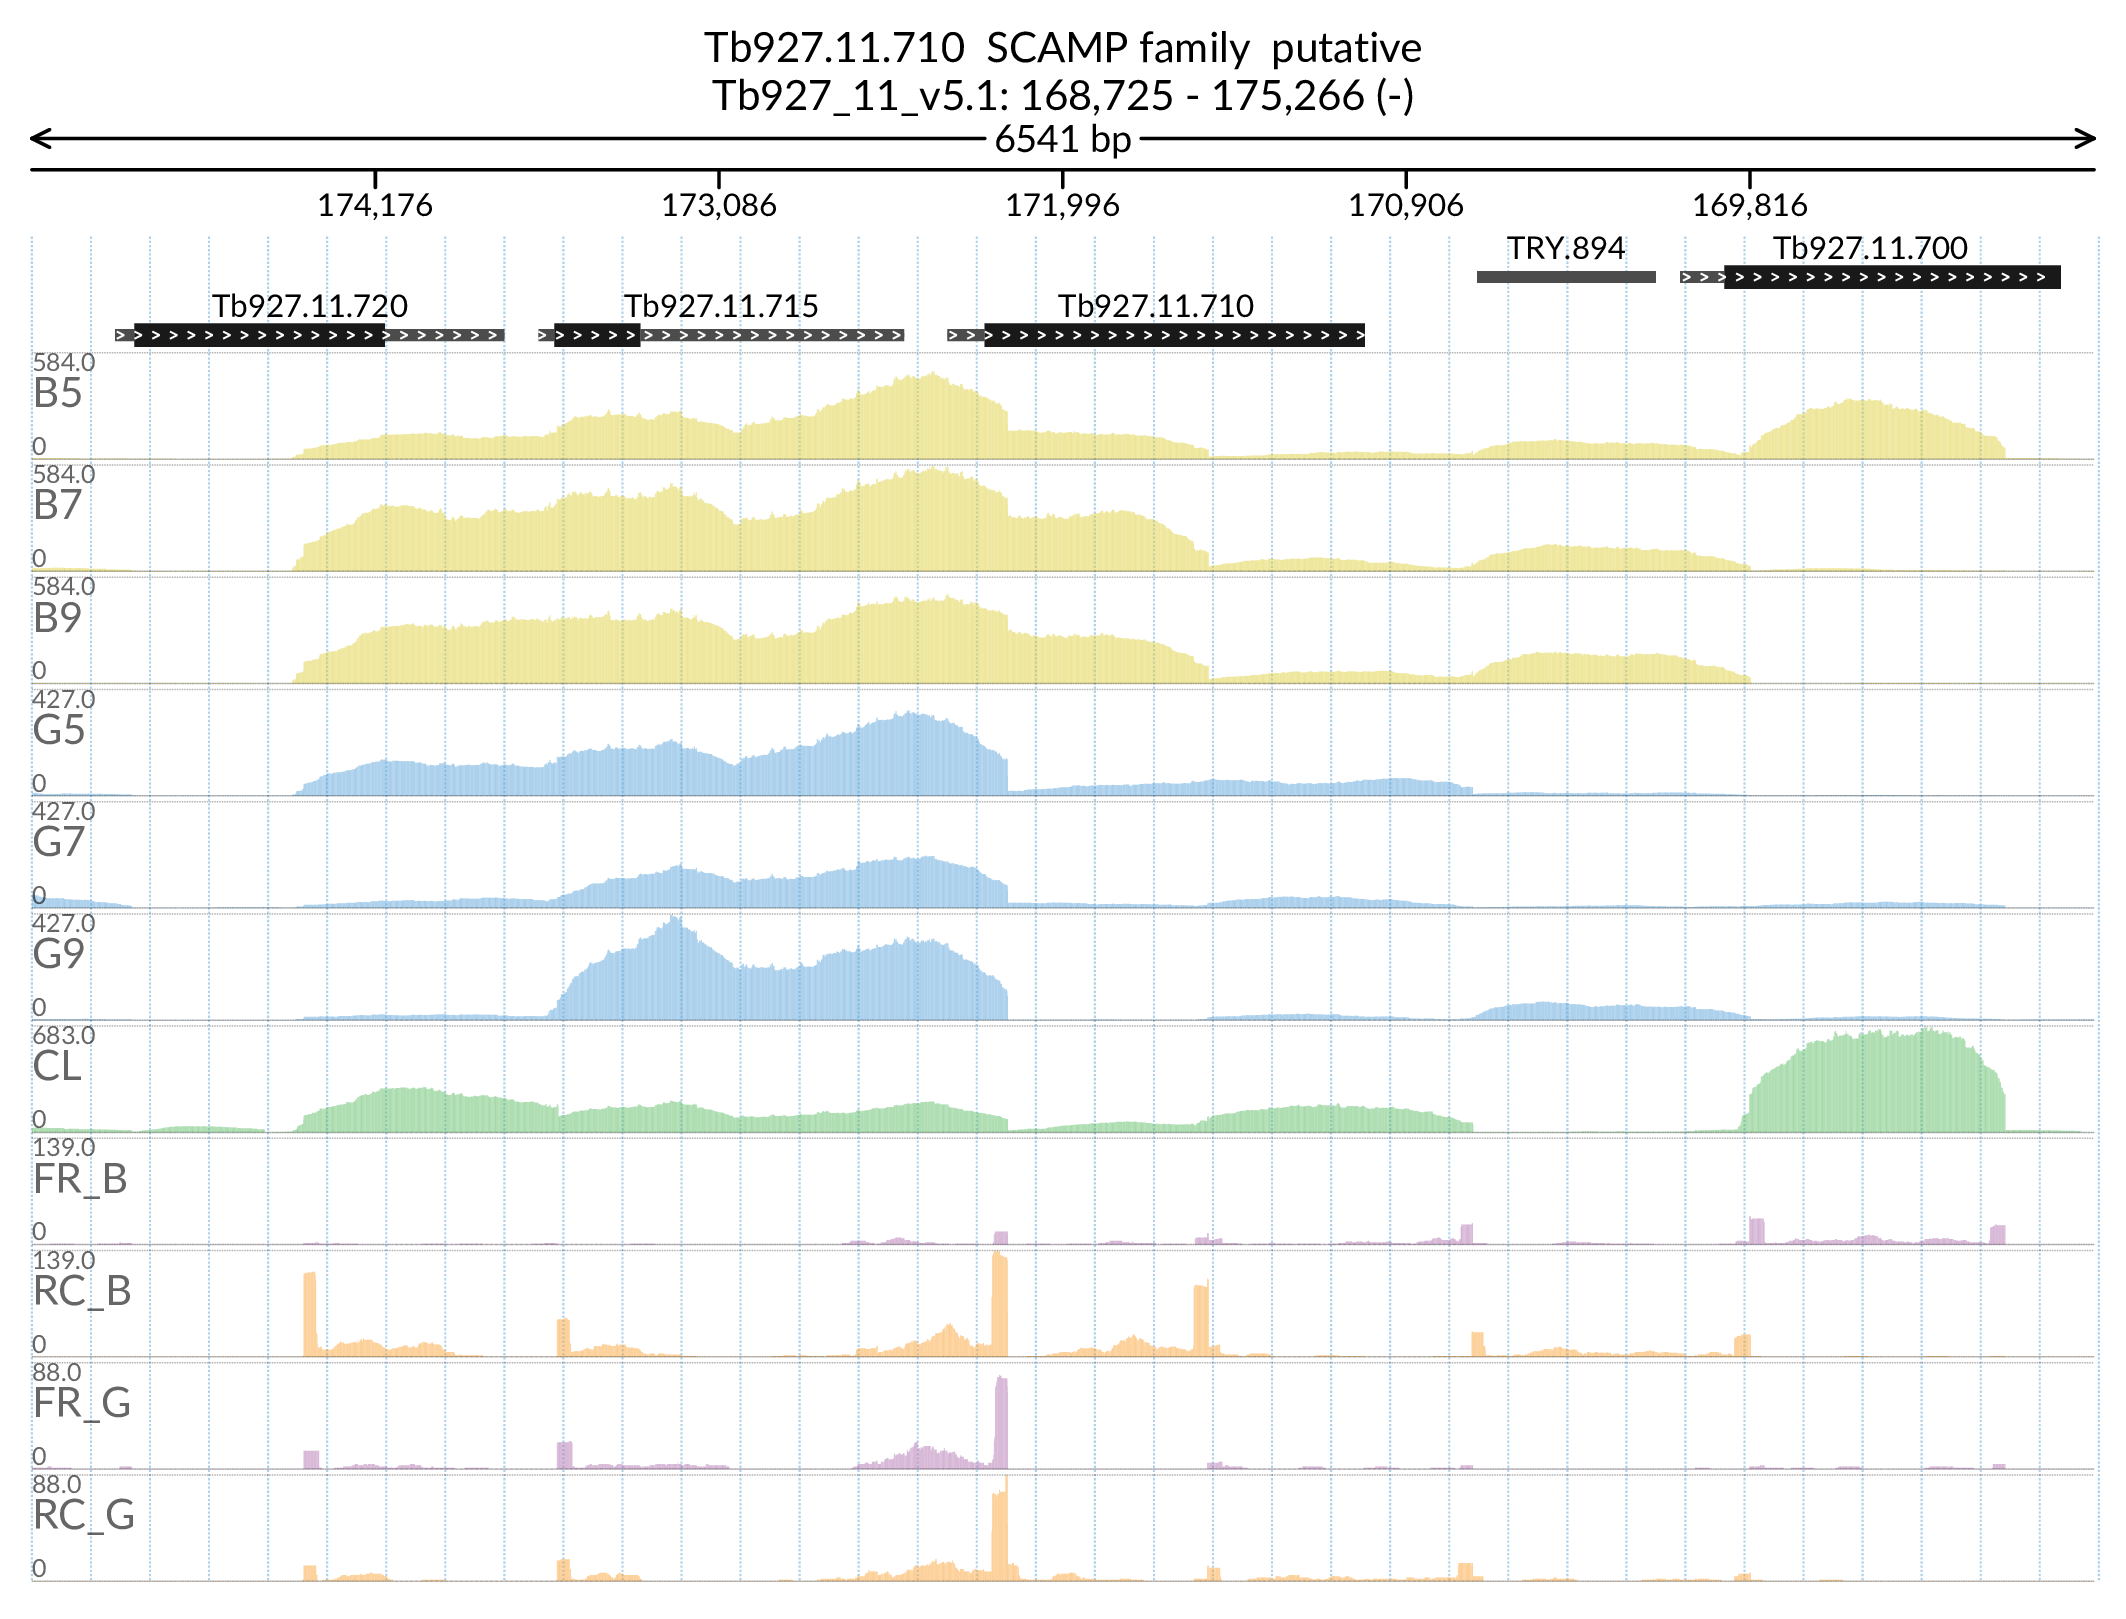 Tb927.11.710 SCAMP family putative
Tb927_11_v5.1: 168,725 - 175,266 (-)
6541 bp
174,176 173,086 171,996 170,906 169,816
TRY.894 Tb927.11.700
Tb927.11.720 Tb927.11.715 Tb927.11.710
584.0
B5
0
584.0
B7
0
584.0
B9
0
427.0
G5
0
427.0
G7
0
427.0
G9
0
683.0
CL
0
139.0
FR_B
0
139.0
RC_B
0
88.0
FR_G
0
88.0
RC_G
0